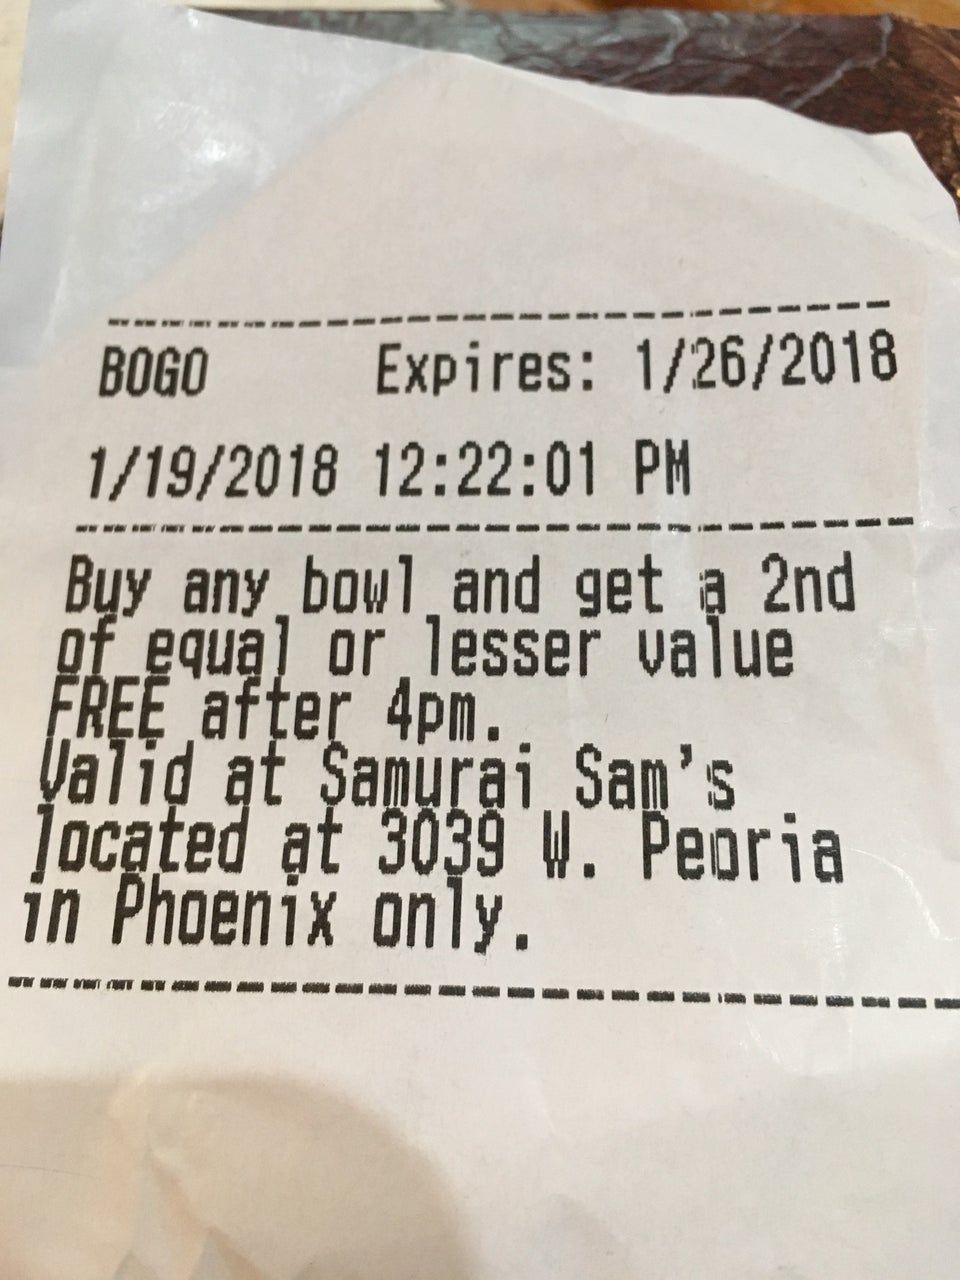 BOGO Expires: 1/26/2018
1/19/2018 12:22:01 PM
Buy any bowl and get a 2nd
of equal or lesser value
FREE after 4pm.
Valid at Samurai Sam's
located at 3039 W. Peoria
in Phoenix only.